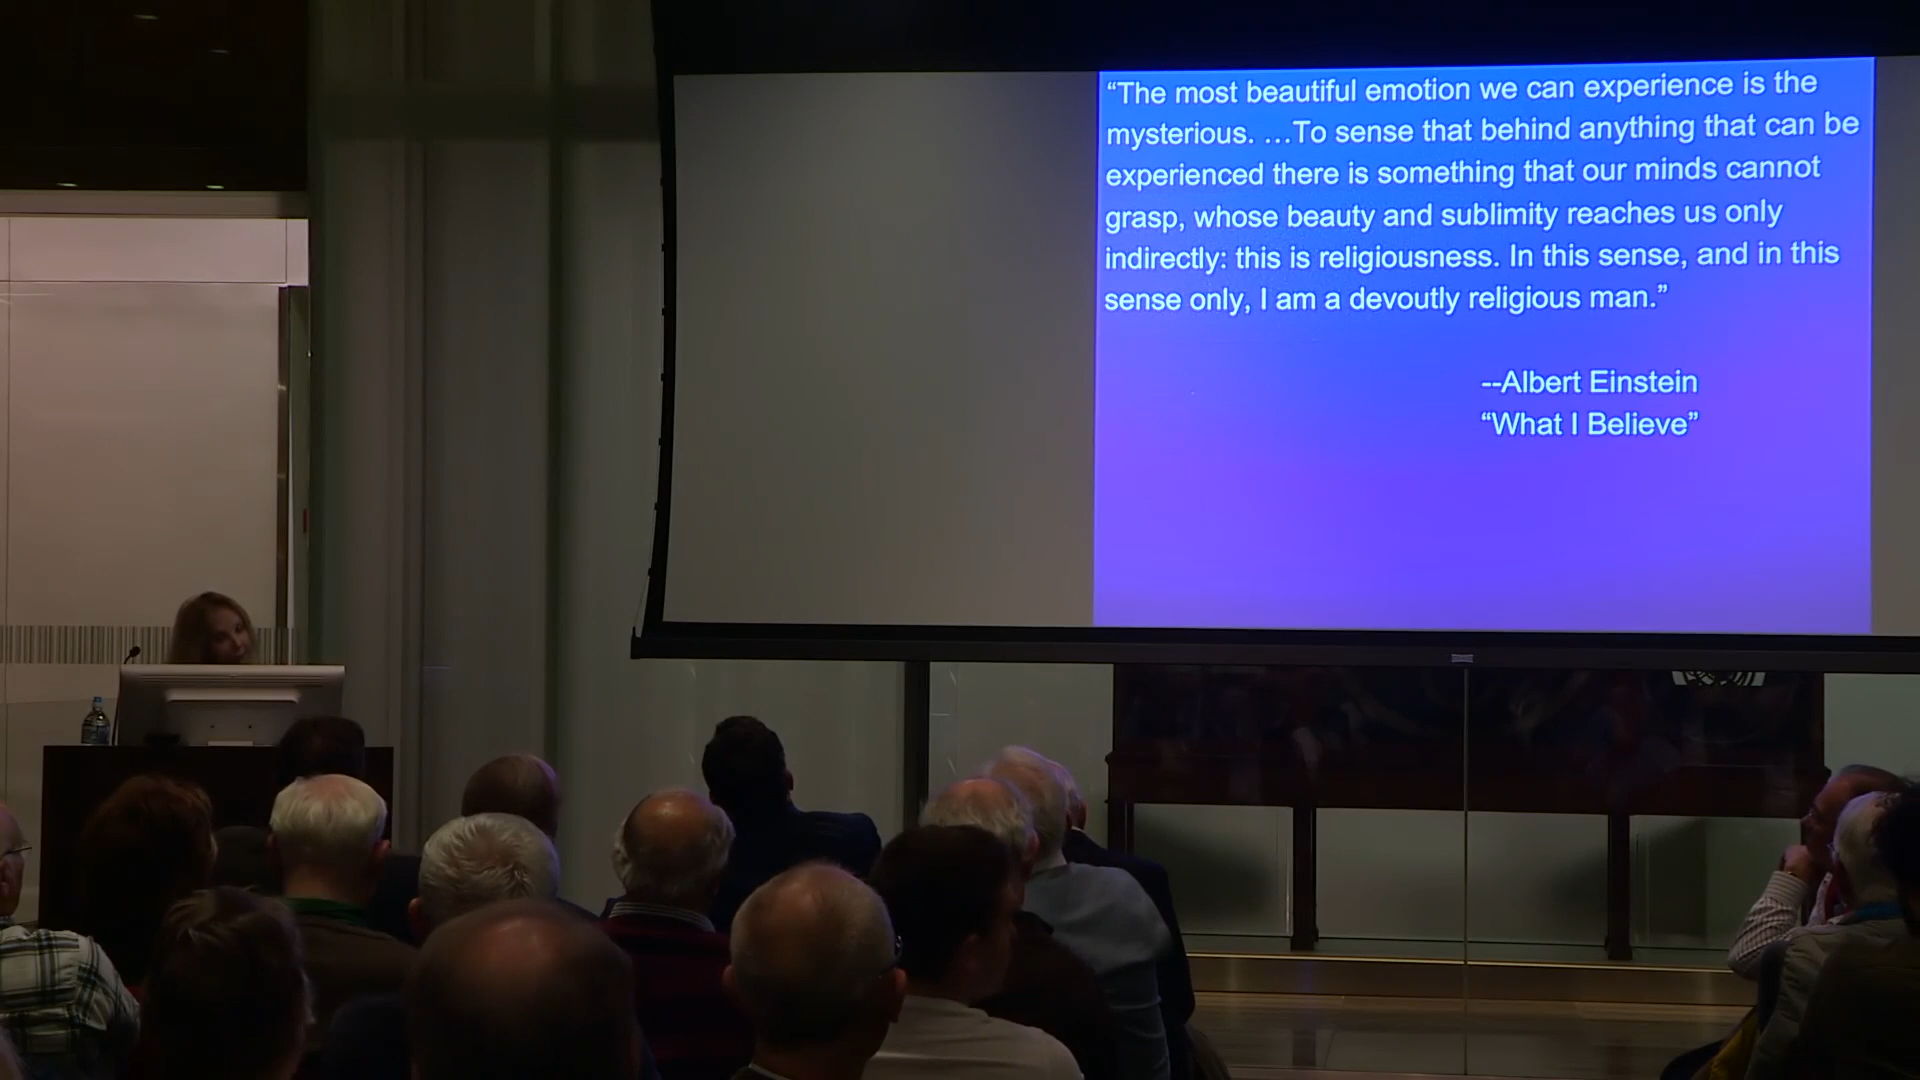 “The most beautiful emotion we can experience is the
mysterious. …To sense that behind anything that can be
experienced there is something that our minds cannot
grasp, whose beauty and sublimity reaches us only
indirectly: this is religiousness. In this sense, and in this
sense only, I am a devoutly religious man.”
--Albert Einstein
“What I Believe”